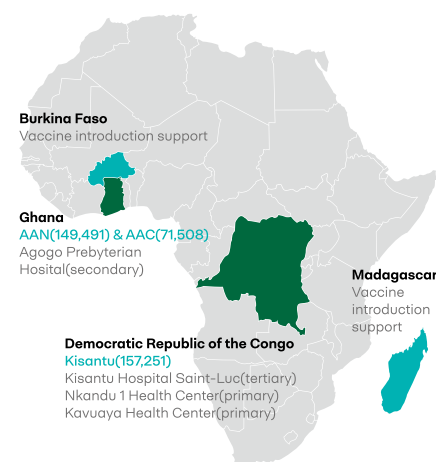 Burkina Faso
Vaccine introduction support
Ghana
AAN(149,491) & AAC(71,508)
Agogo Prebyterian
Hosital(secondary)
Madagascar
Vaccine
introduction
support
Democratic Republic of the Congo
Kisantu(157,251)
Kisantu Hospital Saint-Luc(tertiary)
Nkandu 1 Health Center(primary)
Kavuaya Health Center(primary)